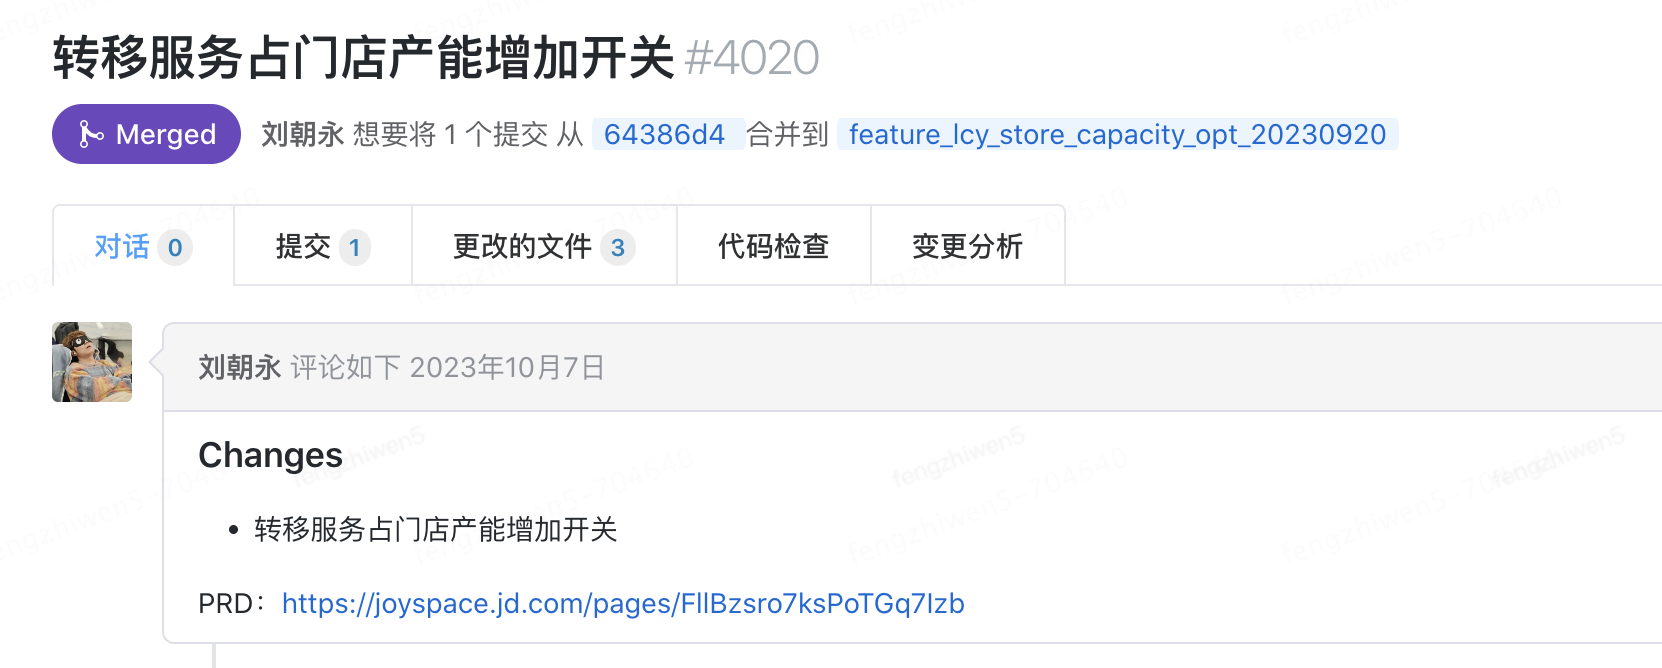 转移服务占门店产能增加开关 #4020
Merged 刘朝永 想要将 1 个提交 从 64386d4 合并到 feature_lcy_store_capacity_opt_20230920
对话 0 提交 1 更改的文件 3 代码检查 变更分析
刘朝永 评论如下 2023年10月7日
Changes
• 转移服务占门店产能增加开关
PRD： https://joyspace.jd.com/pages/FllBzsro7ksPoTGq7Izb
fengzhiwen5
fengzhiwen5-704640